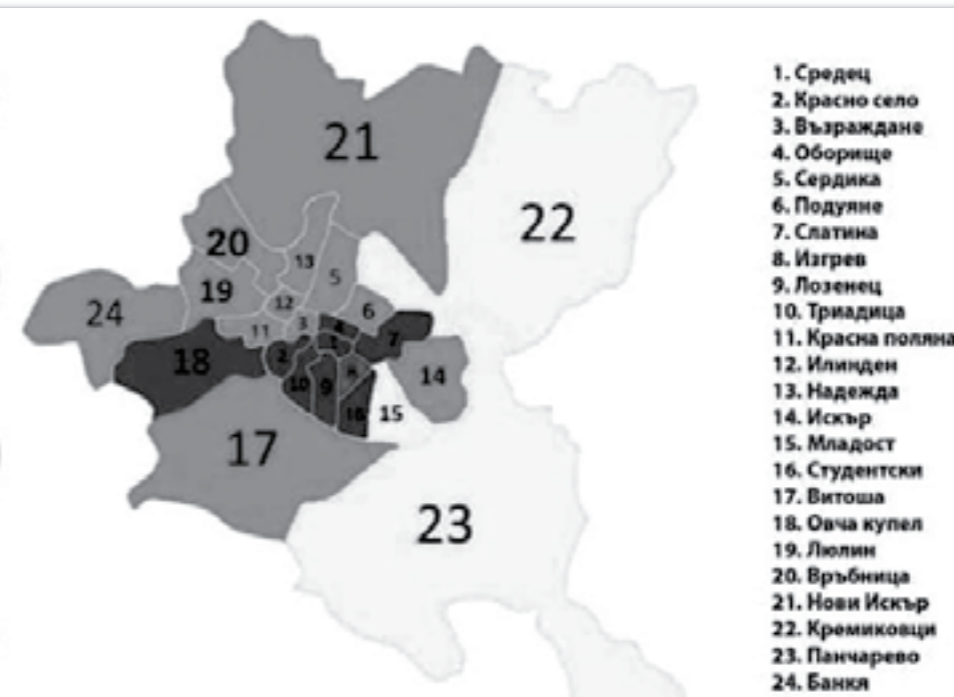 21
22
20
13
5
19
24
12
6
3
11
4
7
1
18
2
8
14
10
9
16
15
17
23
1. Средец
2. Красно село
3. Възраждане
4. Оборище
5. Сердика
6. Подуяне
7. Слатина
8. Изгрев
9. Лозенец
10. Триадица
11. Красна поляна
12. Илинден
13. Надежда
14. Искър
15. Младост
16. Студентски
17. Витоша
18. Овча купел
19. Люлин
20. Връбница
21. Нови Искър
22. Кремиковци
23. Панчарево
24. Банкя